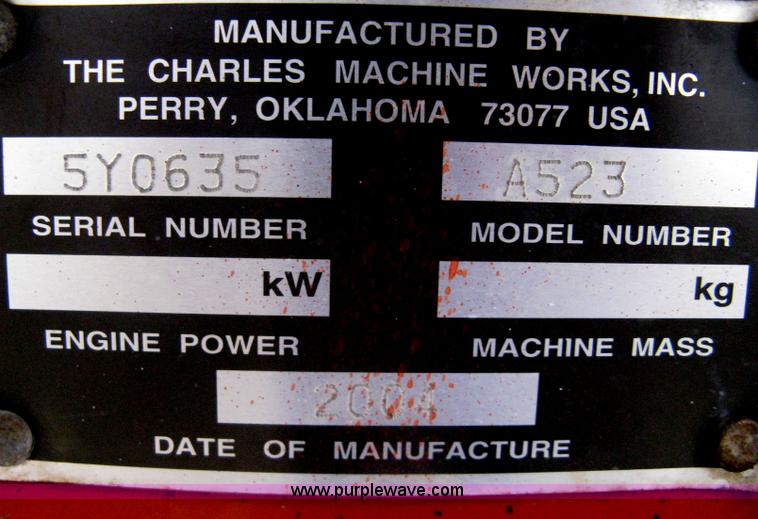 MANUFACTURED BY
THE CHARLES MACHINE WORKS, INC.
PERRY, OKLAHOMA 73077 USA
5Y0635 A523
SERIAL NUMBER MODEL NUMBER
kW kg
ENGINE POWER MACHINE MASS
2004
DATE OF MANUFACTURE
www.purplewave.com